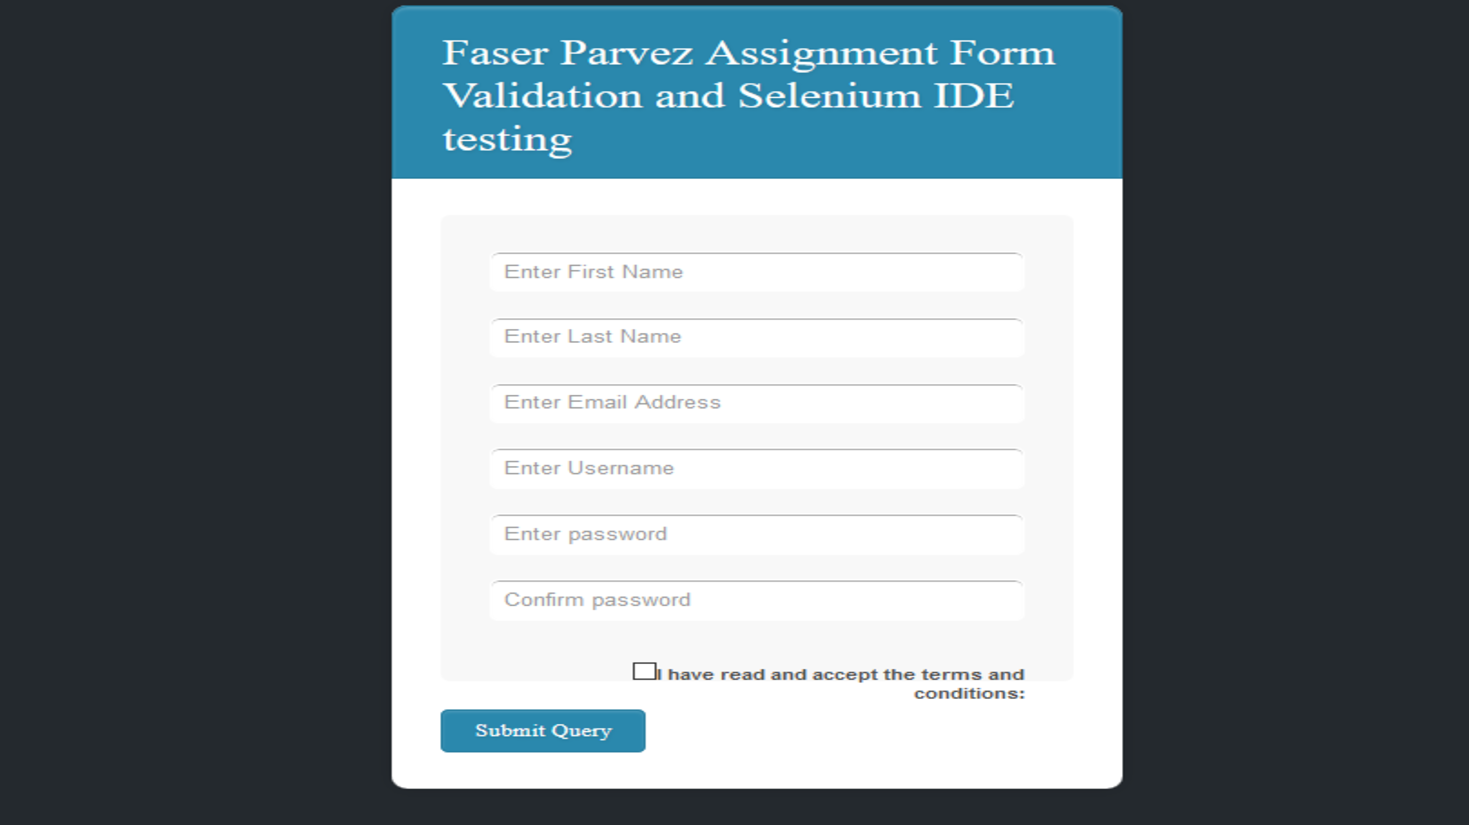 Faser Parvez Assignment Form
Validation and Selenium IDE
testing
Enter First Name
Enter Last Name
Enter Email Address
Enter Username
Enter password
Confirm password
I have read and accept the terms and
conditions:
Submit Query